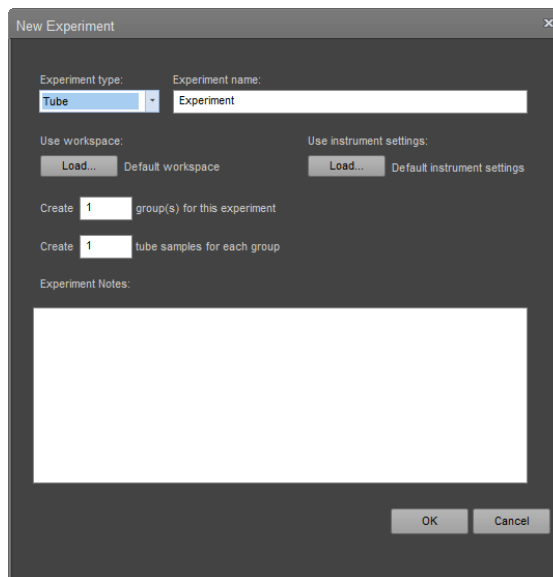 New Experiment
Experiment type: Experiment name:
Tube Experiment
Use workspace: Use instrument settings:
Load... Default workspace Load... Default instrument settings
Create 1 group(s) for this experiment
Create 1 tube samples for each group
Experiment Notes:
OK Cancel